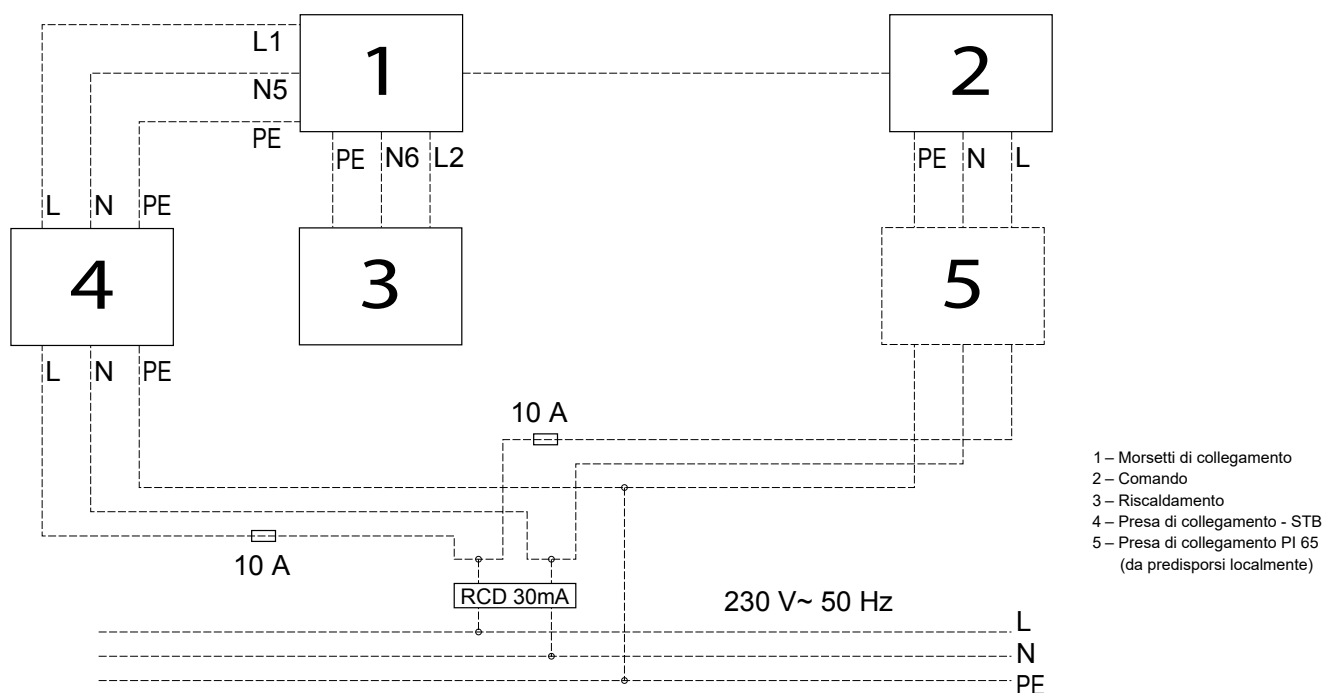 L1
1
2
N5
PE
PE N6 L2
PE N L
L N PE
4
3
5
L N PE
10 A
1 – Morsetti di collegamento
2 – Comando
3 – Riscaldamento
4 – Presa di collegamento - STB
5 – Presa di collegamento PI 65
(da predisporsi localmente)
10 A
RCD 30mA
230 V~ 50 Hz
L
N
PE